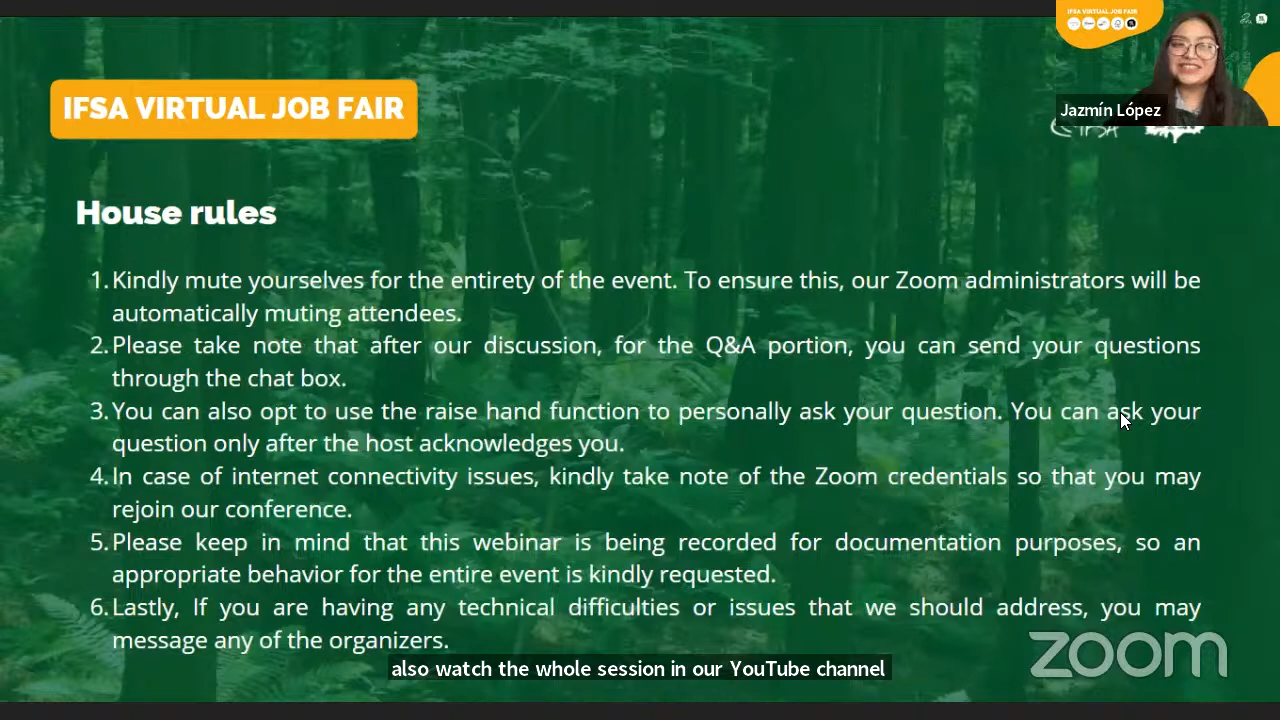 IFSA VIRTUAL JOB FAIR
Jazmín López
IFSA VIRTUAL JOB FAIR
IFSA
House rules
1. Kindly mute yourselves for the entirety of the event. To ensure this, our Zoom administrators will be
automatically muting attendees.
2. Please take note that after our discussion, for the Q&A portion, you can send your questions
through the chat box.
3. You can also opt to use the raise hand function to personally ask your question. You can ask your
question only after the host acknowledges you.
4. In case of internet connectivity issues, kindly take note of the Zoom credentials so that you may
rejoin our conference.
5. Please keep in mind that this webinar is being recorded for documentation purposes, so an
appropriate behavior for the entire event is kindly requested.
6. Lastly, If you are having any technical difficulties or issues that we should address, you may
message any of the organizers.
also watch the whole session in our YouTube channel
zoom